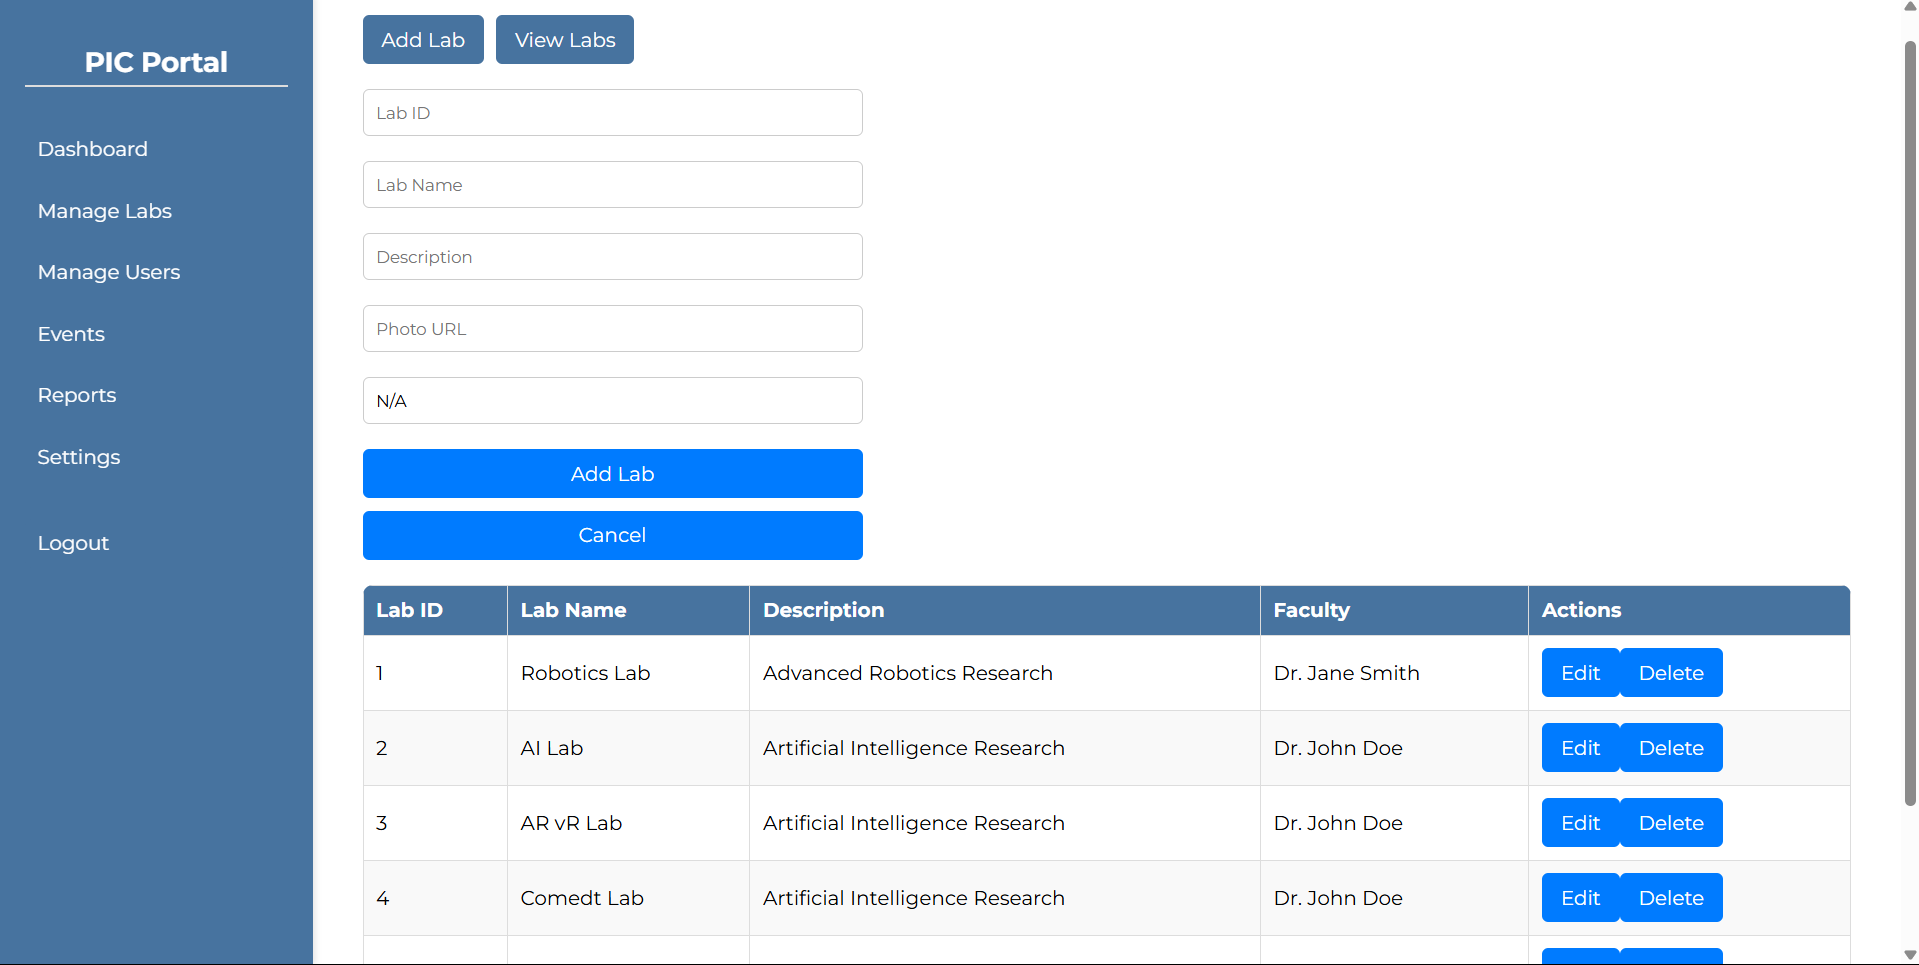 PIC Portal
Dashboard
Manage Labs
Manage Users
Events
Reports
Settings
Logout
Add Lab View Labs
Lab ID
Lab Name
Description
Photo URL
N/A
Add Lab
Cancel
Lab ID Lab Name Description Faculty Actions
1 Robotics Lab Advanced Robotics Research Dr. Jane Smith Edit Delete
2 AI Lab Artificial Intelligence Research Dr. John Doe Edit Delete
3 AR vR Lab Artificial Intelligence Research Dr. John Doe Edit Delete
4 Comedt Lab Artificial Intelligence Research Dr. John Doe Edit Delete